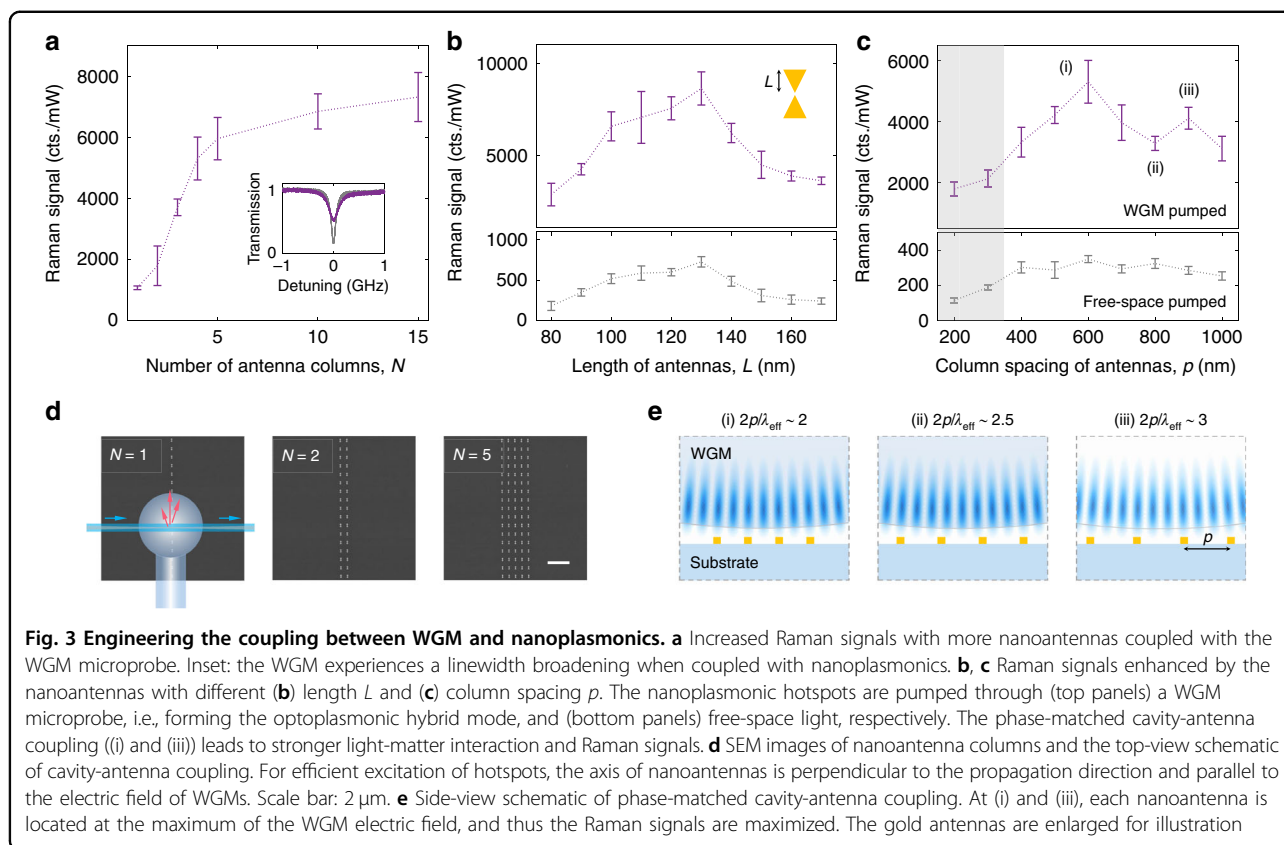 a
Raman signal (cts./mW)
8000
6000
4000
2000
0
5
10
15
Number of antenna columns, N
Transmission
1
0
−1
0
1
Detuning (GHz)
b
Raman signal (cts./mW)
10000
5000
1000
500
0
80
100
120
140
160
Length of antennas, L (nm)
L
c
Raman signal (cts./mW)
6000
4000
2000
400
200
0
200
400
600
800
1000
Column spacing of antennas, p (nm)
(i)
(ii)
(iii)
WGM pumped
Free-space pumped
d
N = 1
N = 2
N = 5
e
(i) 2p/λeff ~ 2
(ii) 2p/λeff ~ 2.5
(iii) 2p/λeff ~ 3
WGM
Substrate
p
Fig. 3 Engineering the coupling between WGM and nanoplasmonics. a Increased Raman signals with more nanoantennas coupled with the
WGM microprobe. Inset: the WGM experiences a linewidth broadening when coupled with nanoplasmonics. b, c Raman signals enhanced by the
nanoantennas with different (b) length L and (c) column spacing p. The nanoplasmonic hotspots are pumped through (top panels) a WGM
microprobe, i.e., forming the optoplasmonic hybrid mode, and (bottom panels) free-space light, respectively. The phase-matched cavity-antenna
coupling ((i) and (iii)) leads to stronger light-matter interaction and Raman signals. d SEM images of nanoantenna columns and the top-view schematic
of cavity-antenna coupling. For efficient excitation of hotspots, the axis of nanoantennas is perpendicular to the propagation direction and parallel to
the electric field of WGMs. Scale bar: 2 μm. e Side-view schematic of phase-matched cavity-antenna coupling. At (i) and (iii), each nanoantenna is
located at the maximum of the WGM electric field, and thus the Raman signals are maximized. The gold antennas are enlarged for illustration